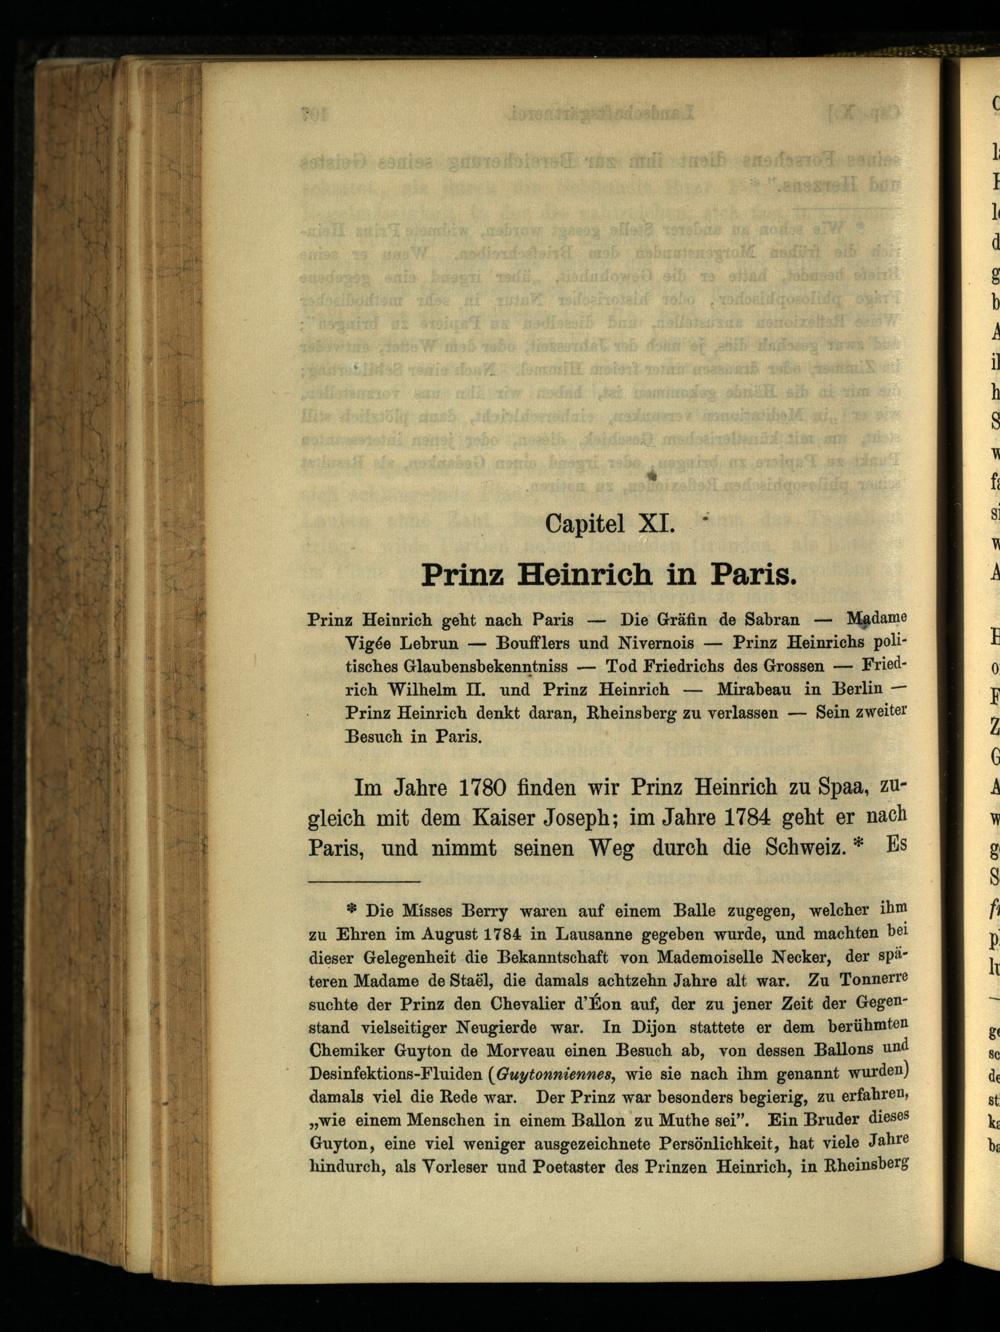 Capitel XI.
Prinz Heinrich in Paris.
Prinz Heinrich geht nach Paris — Die Gräfin de Sabran — Madame
Vigée Lebrun — Boufflers und Nivernois — Prinz Heinrichs poli-
tisches Glaubensbekenntniss — Tod Friedrichs des Grossen — Fried-
rich Wilhelm II. und Prinz Heinrich — Mirabeau in Berlin —
Prinz Heinrich denkt daran, Rheinsberg zu verlassen — Sein zweiter
Besuch in Paris.
Im Jahre 1780 finden wir Prinz Heinrich zu Spaa, zu-
gleich mit dem Kaiser Joseph; im Jahre 1784 geht er nach
Paris, und nimmt seinen Weg durch die Schweiz. * Es
* Die Misses Berry waren auf einem Balle zugegen, welcher ihm
zu Ehren im August 1784 in Lausanne gegeben wurde, und machten bei
dieser Gelegenheit die Bekanntschaft von Mademoiselle Necker, der spä-
teren Madame de Staël, die damals achtzehn Jahre alt war. Zu Tonnerre
suchte der Prinz den Chevalier d'Éon auf, der zu jener Zeit der Gegen-
stand vielseitiger Neugierde war. In Dijon stattete er dem berühmten
Chemiker Guyton de Morveau einen Besuch ab, von dessen Ballons und
Desinfektions-Fluiden (Guytonniennes, wie sie nach ihm genannt wurden)
damals viel die Rede war. Der Prinz war besonders begierig, zu erfahren,
„wie einem Menschen in einem Ballon zu Muthe sei”. Ein Bruder dieses
Guyton, eine viel weniger ausgezeichnete Persönlichkeit, hat viele Jahre
hindurch, als Vorleser und Poetaster des Prinzen Heinrich, in Rheinsberg